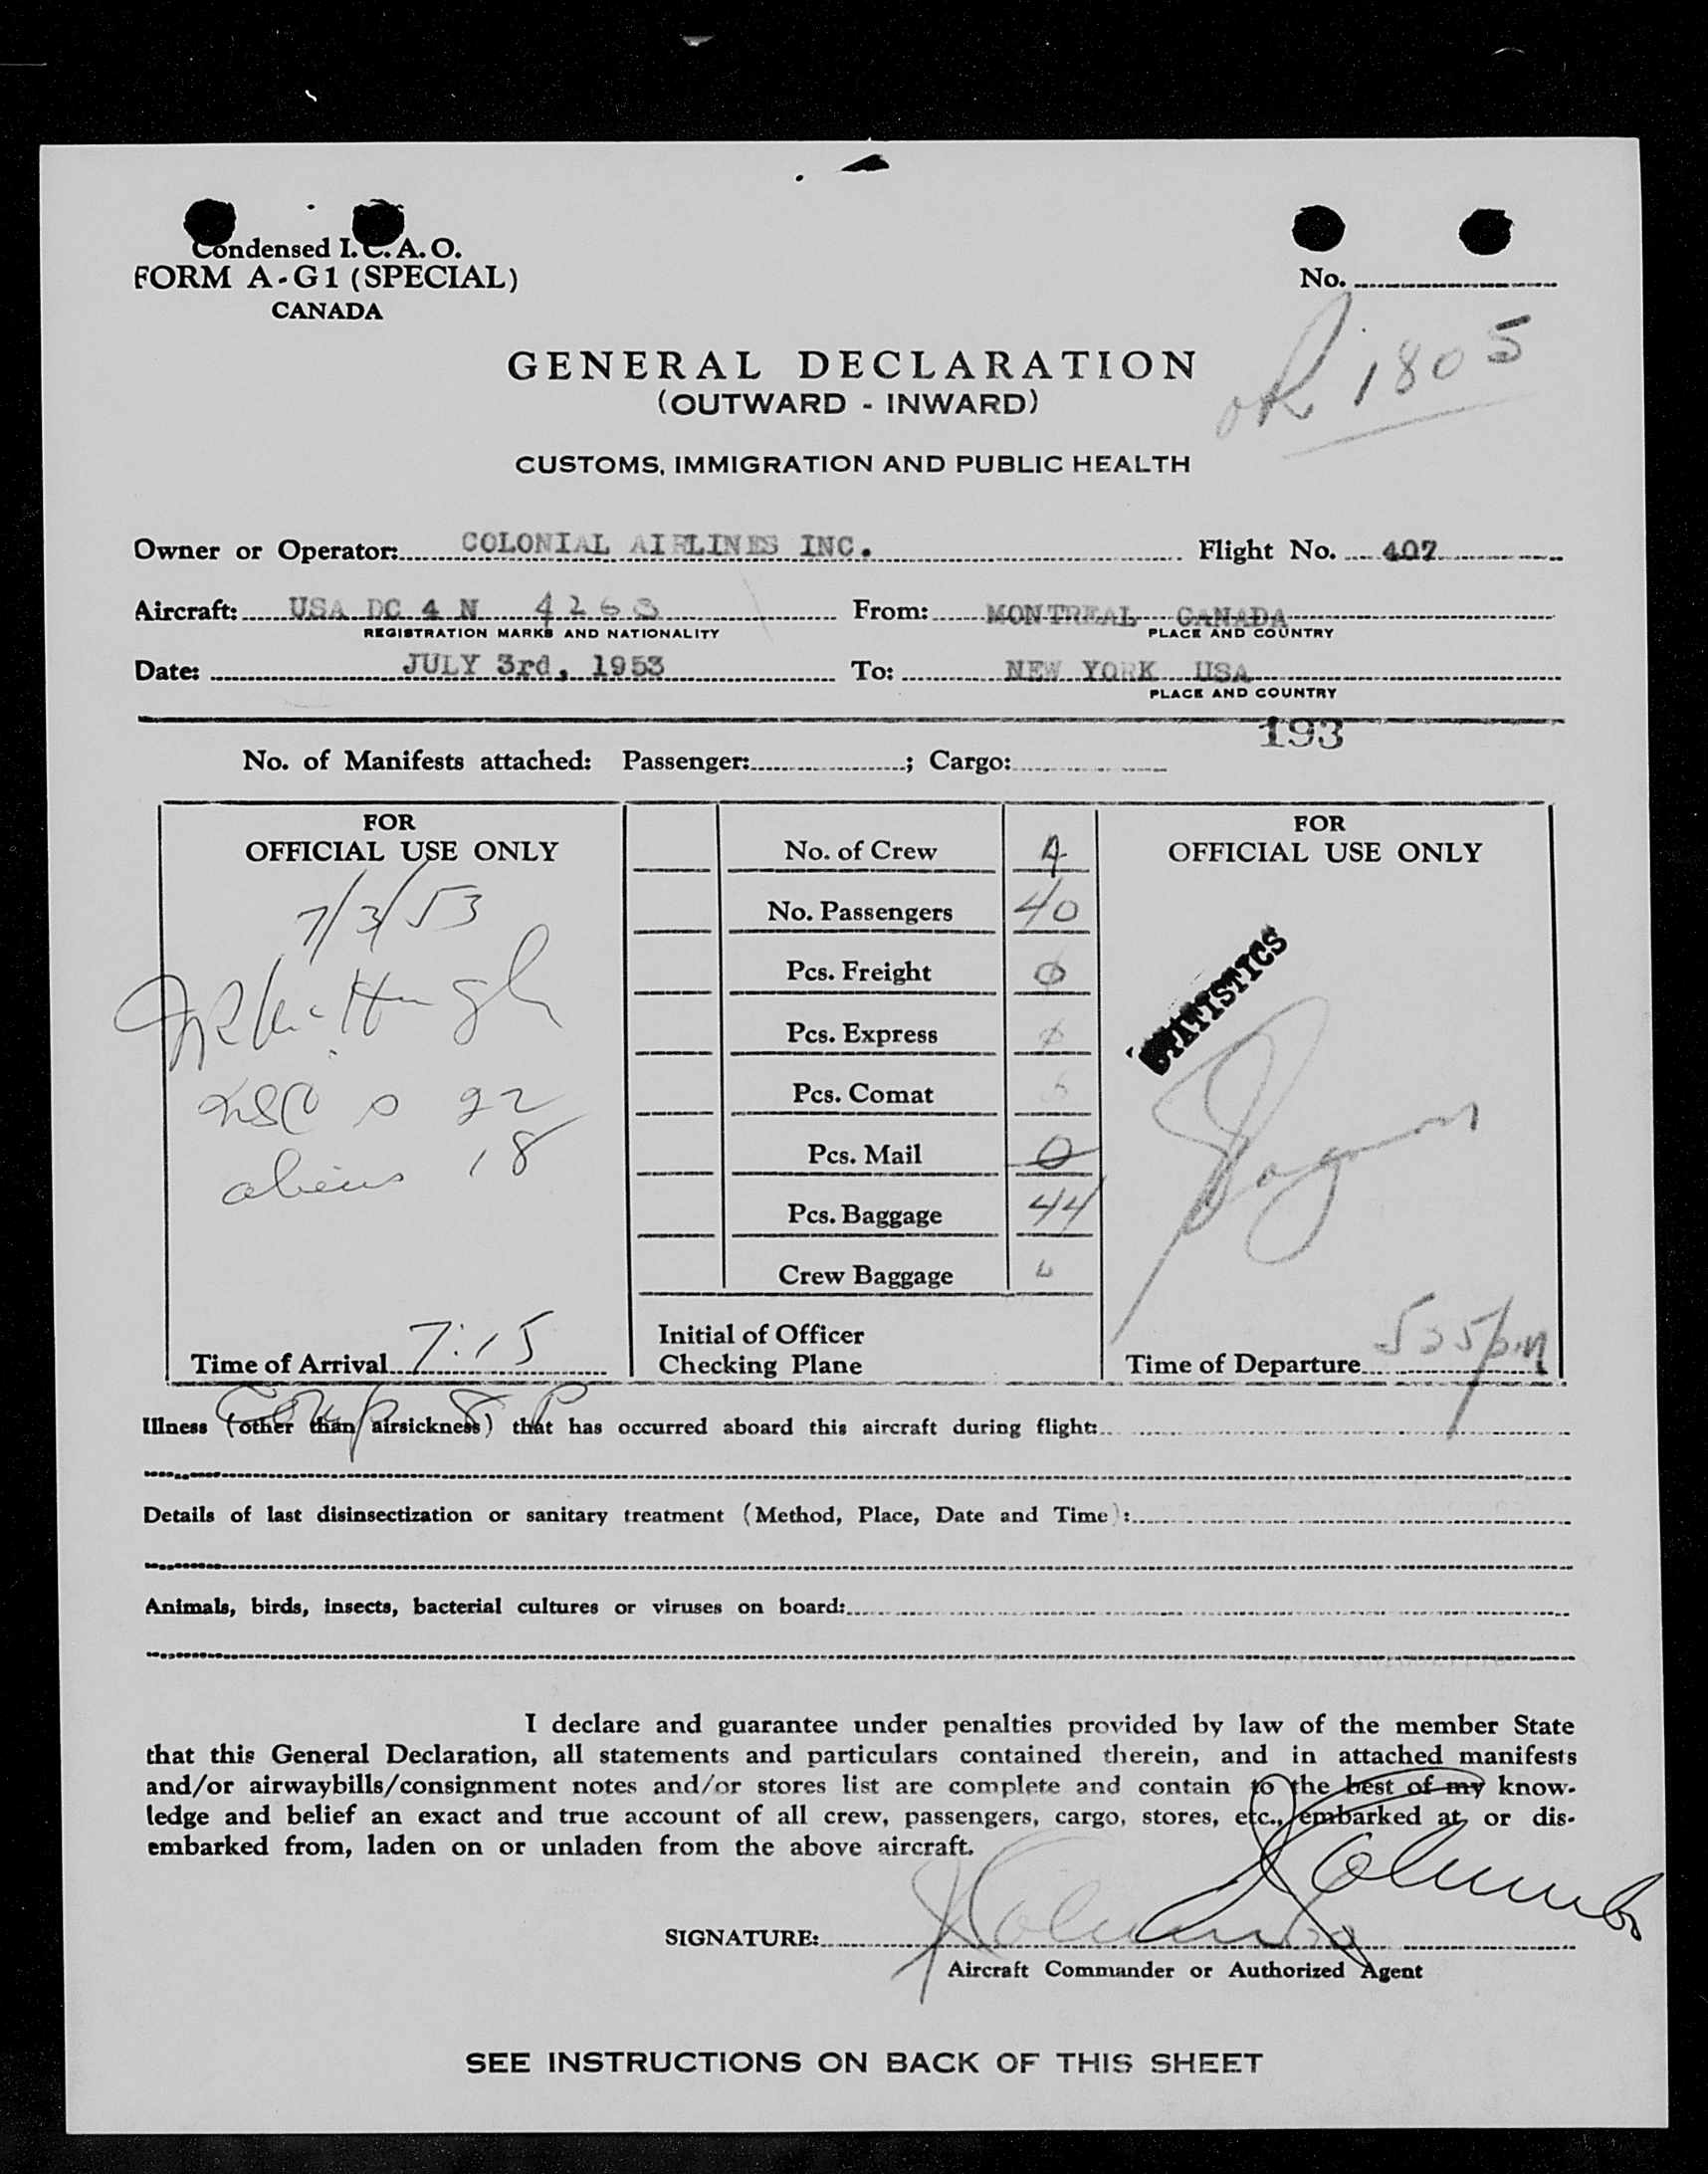 Condensed I.C.A.O.
FORM A-G1 (SPECIAL)
CANADA
No.
OK 1805
GENERAL DECLARATION
(OUTWARD - INWARD)
CUSTOMS, IMMIGRATION AND PUBLIC HEALTH
Owner or Operator: COLONIAL AIRLINES INC. Flight No. 407
Aircraft: USA DC 4 N 4268 From: MONTREAL CANADA
REGISTRATION MARKS AND NATIONALITY PLACE AND COUNTRY
Date: JULY 3rd, 1953 To: NEW YORK USA
PLACE AND COUNTRY
193
No. of Manifests attached: Passenger: ; Cargo:
FOR
OFFICIAL USE ONLY
7/3/53
USC s 22
aliens 18
Time of Arrival 7:15
No. of Crew 4
No. Passengers 40
Pcs. Freight 0
Pcs. Express 0
Pcs. Comat
Pcs. Mail 0
Pcs. Baggage 44
Crew Baggage
Initial of Officer
Checking Plane
FOR
OFFICIAL USE ONLY
STATISTICS
Time of Departure 535 p.m
Illness (other than airsickness) that has occurred aboard this aircraft during flight:
Details of last disinsectization or sanitary treatment (Method, Place, Date and Time):
Animals, birds, insects, bacterial cultures or viruses on board:
I declare and guarantee under penalties provided by law of the member State
that this General Declaration, all statements and particulars contained therein, and in attached manifests
and/or airwaybills/consignment notes and/or stores list are complete and contain to the best of my know-
ledge and belief an exact and true account of all crew, passengers, cargo, stores, etc., embarked at, or dis-
embarked from, laden on or unladen from the above aircraft.
SIGNATURE:
Aircraft Commander or Authorized Agent
SEE INSTRUCTIONS ON BACK OF THIS SHEET